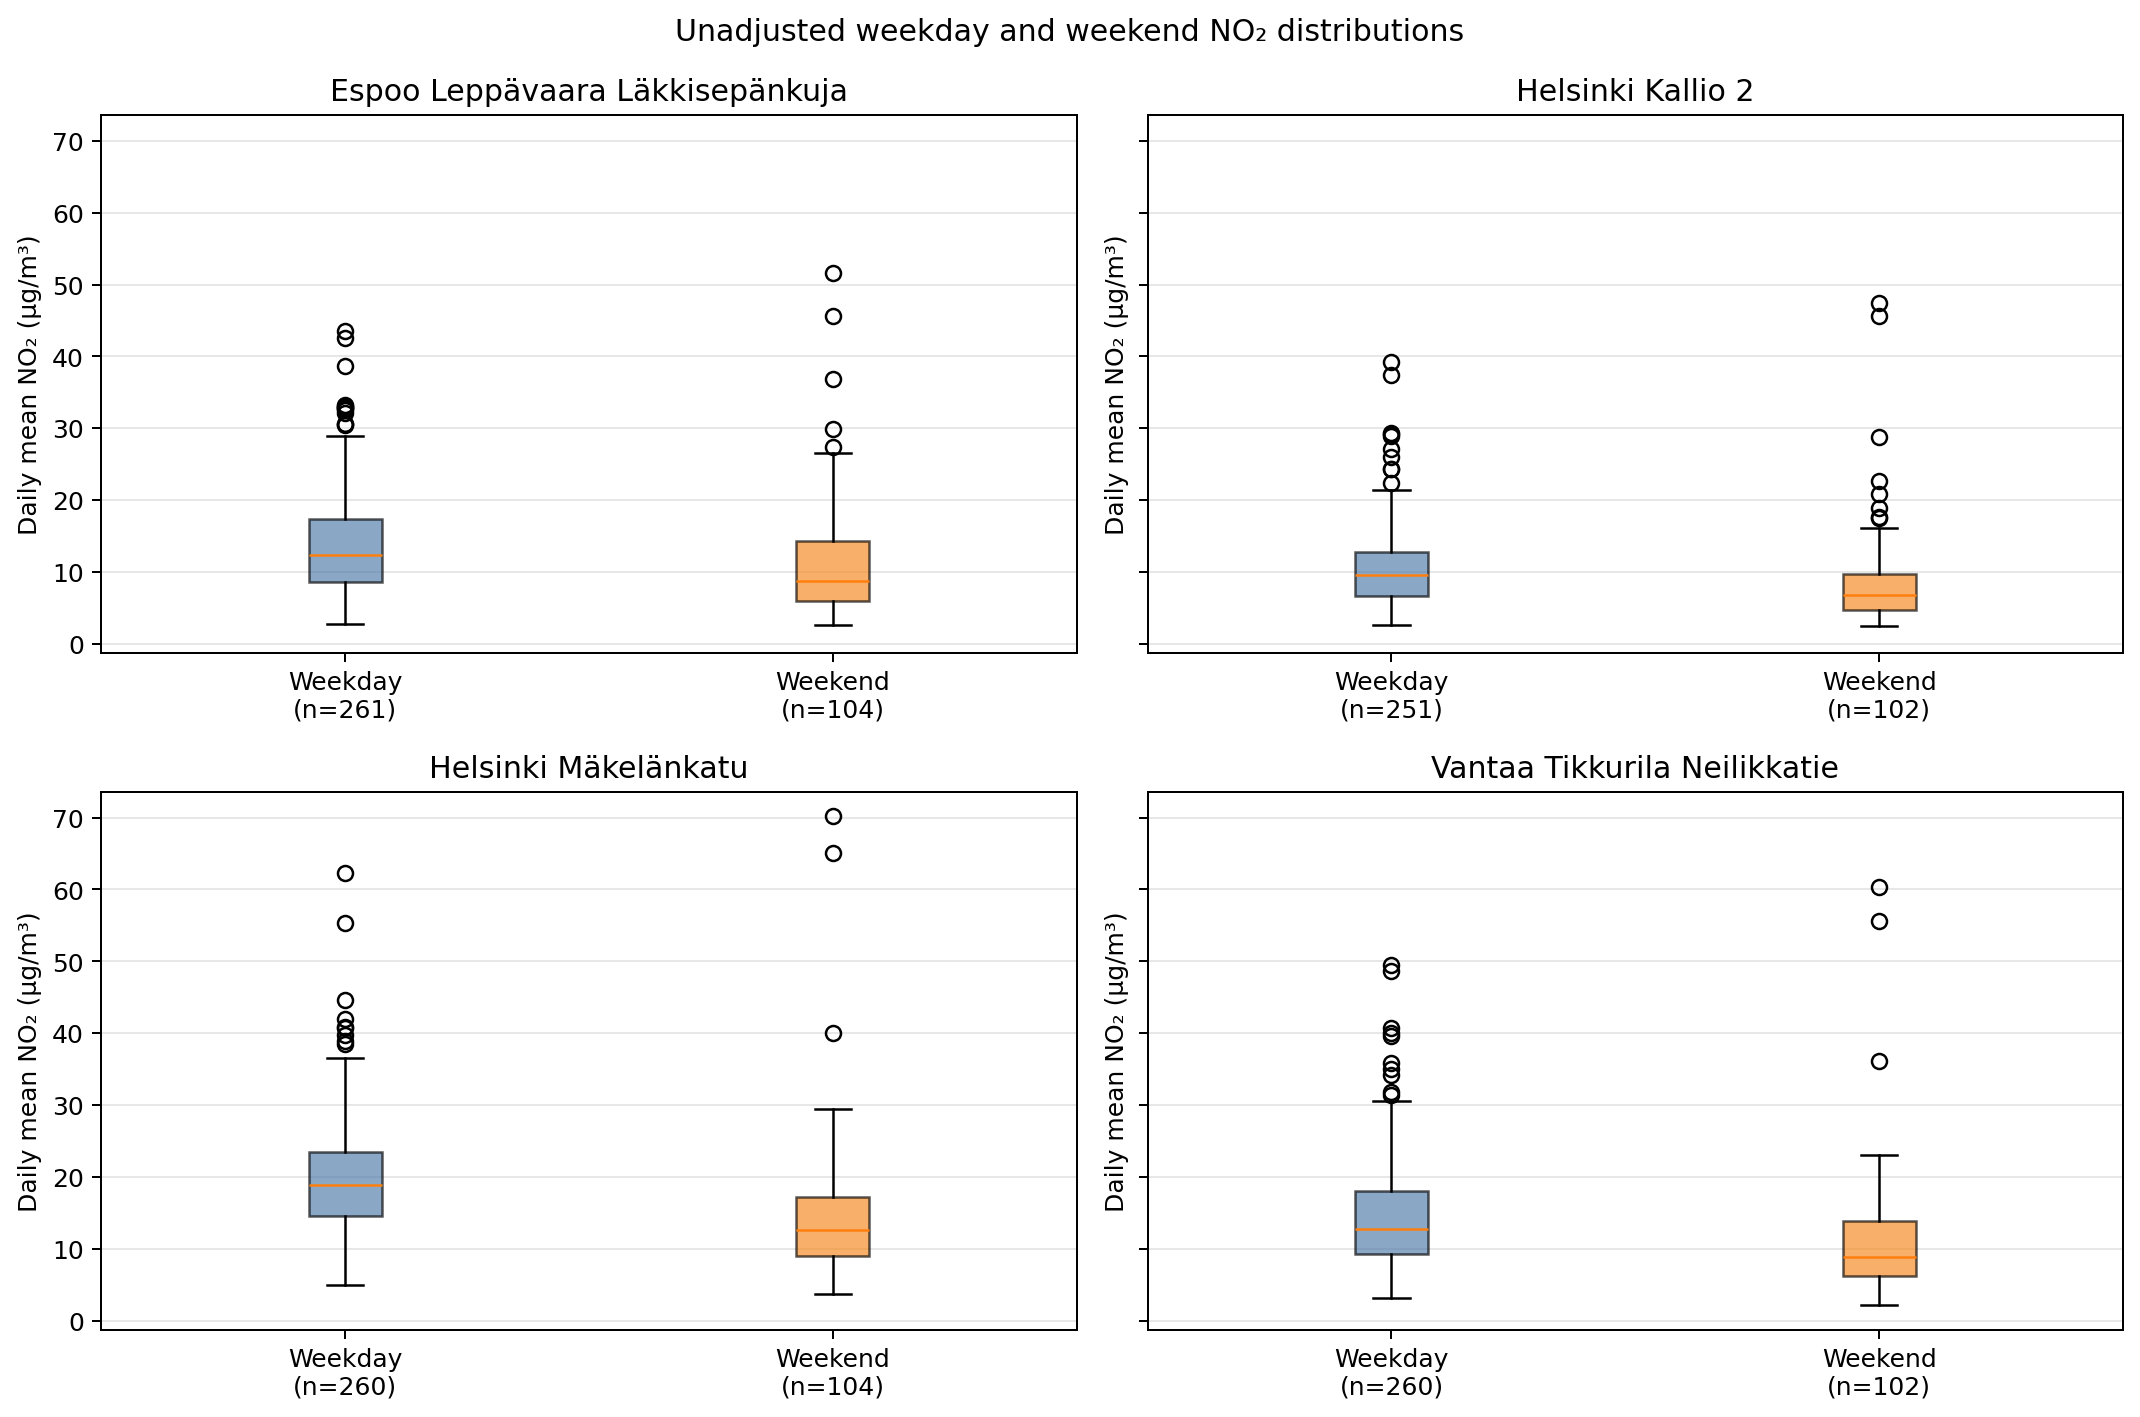 Unadjusted weekday and weekend NO₂ distributions
Espoo Leppävaara Läkkisepänkuja
Daily mean NO₂ (µg/m³)
70
60
50
40
30
20
10
0
Weekday
(n=261)
Weekend
(n=104)
Helsinki Kallio 2
Daily mean NO₂ (µg/m³)
Weekday
(n=251)
Weekend
(n=102)
Helsinki Mäkelänkatu
Daily mean NO₂ (µg/m³)
70
60
50
40
30
20
10
0
Weekday
(n=260)
Weekend
(n=104)
Vantaa Tikkurila Neilikkatie
Daily mean NO₂ (µg/m³)
Weekday
(n=260)
Weekend
(n=102)